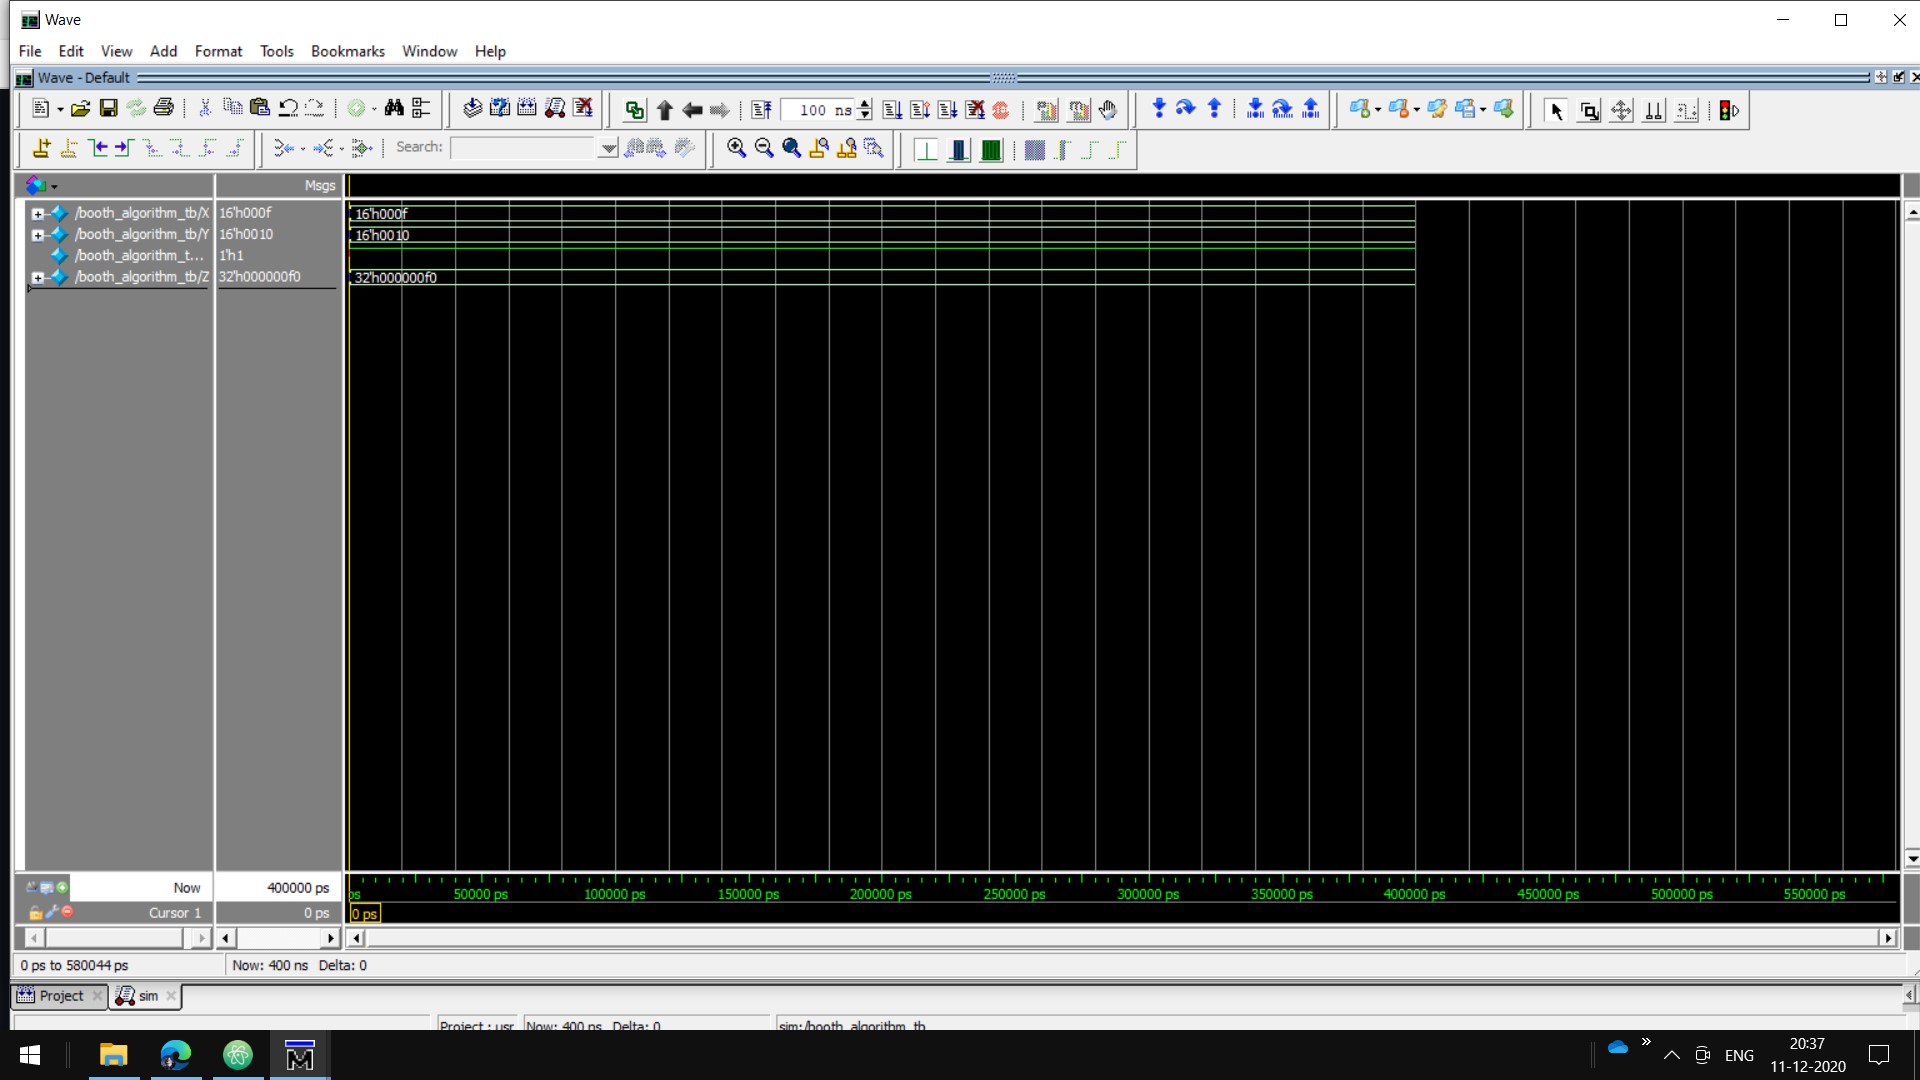 Wave
File Edit View Add Format Tools Bookmarks Window Help
Wave - Default
100 ns
Search:
Msgs
/booth_algorithm_tb/X 16'h000f 16'h000f
/booth_algorithm_tb/Y 16'h0010 16'h0010
/booth_algorithm_t... 1'h1
/booth_algorithm_tb/Z 32'h000000f0 32'h000000f0
Now 400000 ps ps 50000 ps 100000 ps 150000 ps 200000 ps 250000 ps 300000 ps 350000 ps 400000 ps 450000 ps 500000 ps 550000 ps
Cursor 1 0 ps 0 ps
0 ps to 580044 ps Now: 400 ns Delta: 0
Project sim
Project : usr Now: 400 ns Delta: 0 sim:/booth_algorithm_tb
M ENG 20:37
11-12-2020